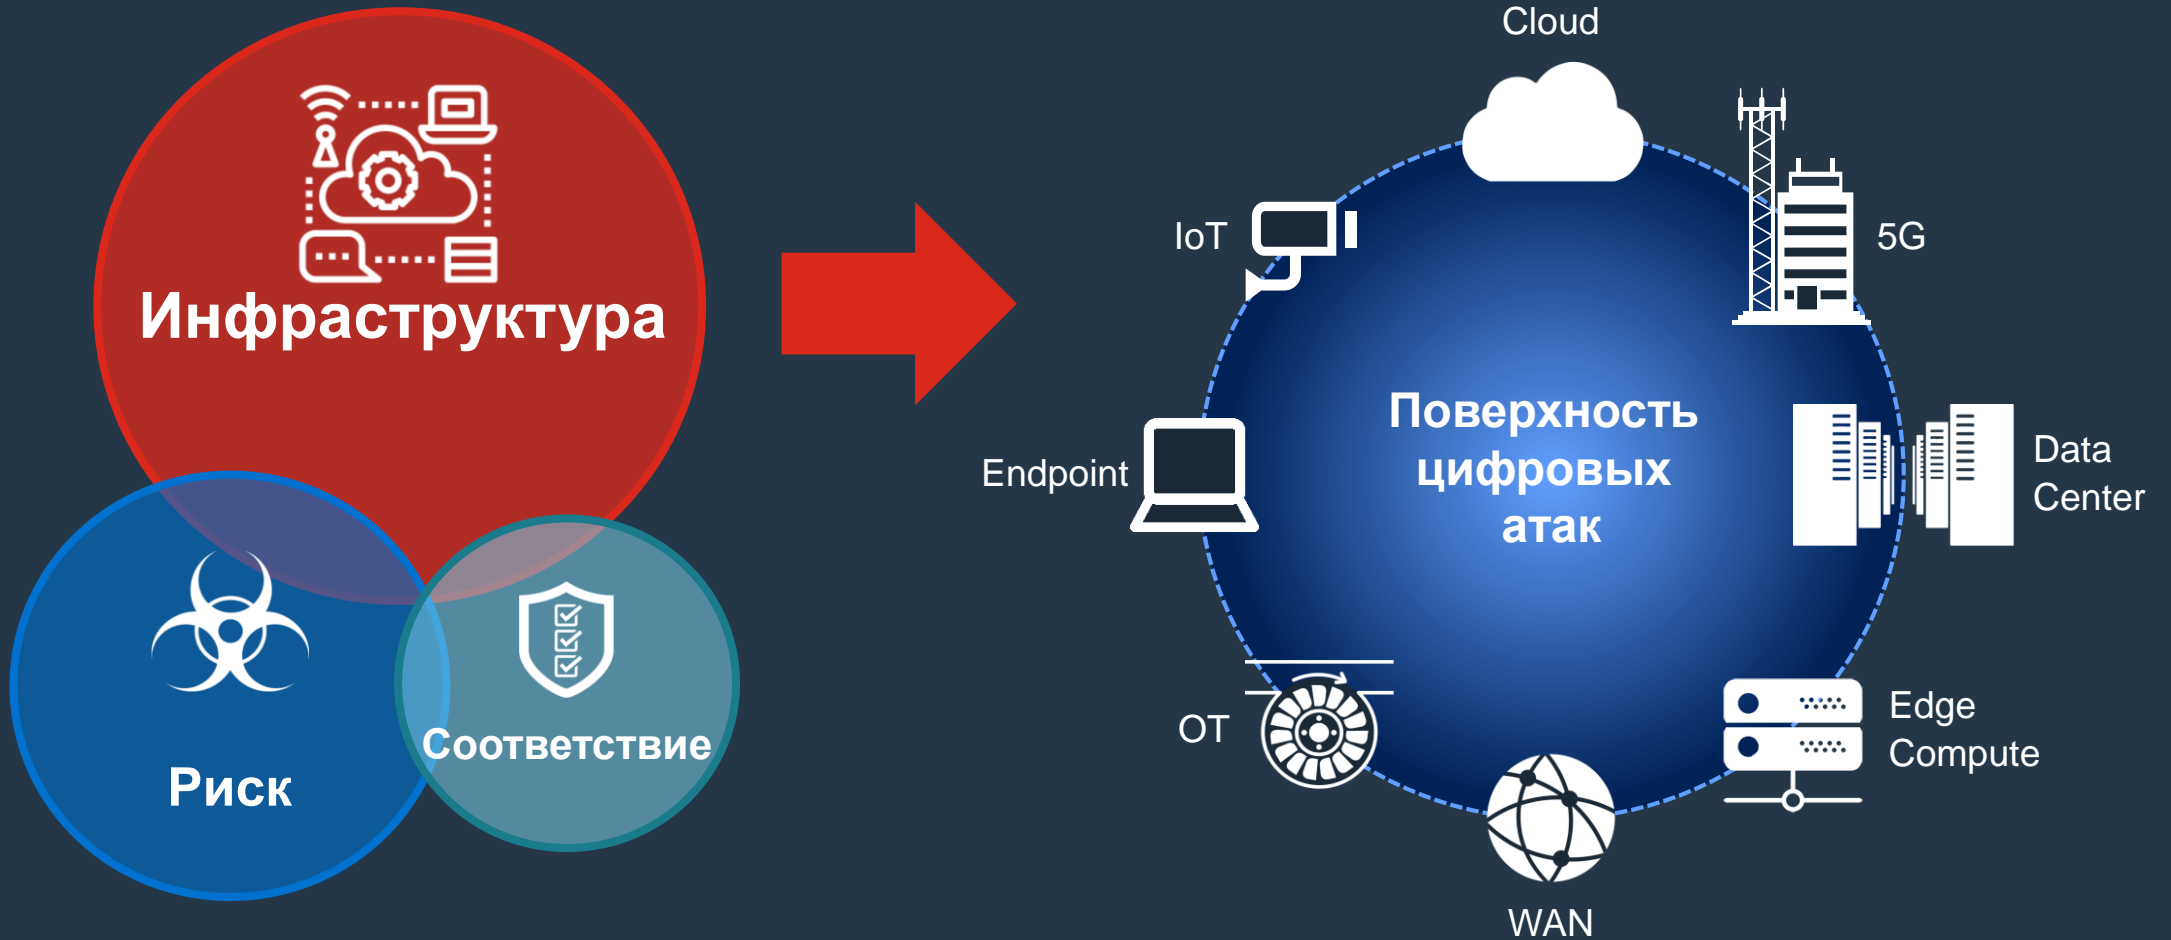 Инфраструктура
Риск
Соответствие
Cloud
IoT
5G
Endpoint
Поверхность
цифровых
атак
Data
Center
OT
Edge
Compute
WAN